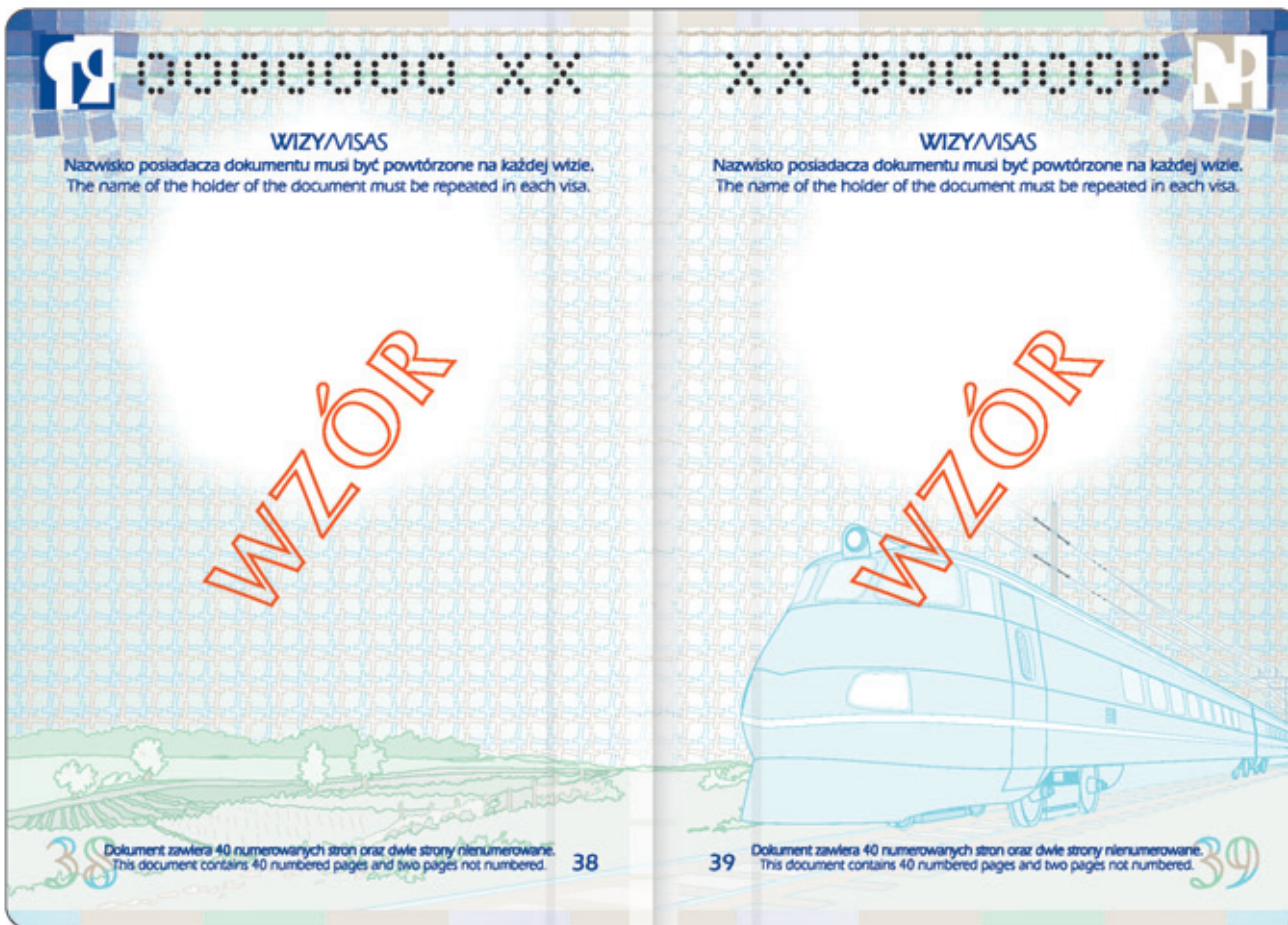 0000000 XX
WIZY/VISAS
Nazwisko posiadacza dokumentu musi być powtórzone na każdej wizie.
The name of the holder of the document must be repeated in each visa.
WZÓR
38
Dokument zawiera 40 numerowanych stron oraz dwie strony nienumerowane.
This document contains 40 numbered pages and two pages not numbered.
38
XX 0000000
WIZY/VISAS
Nazwisko posiadacza dokumentu musi być powtórzone na każdej wizie.
The name of the holder of the document must be repeated in each visa.
WZÓR
39
Dokument zawiera 40 numerowanych stron oraz dwie strony nienumerowane.
This document contains 40 numbered pages and two pages not numbered.
39